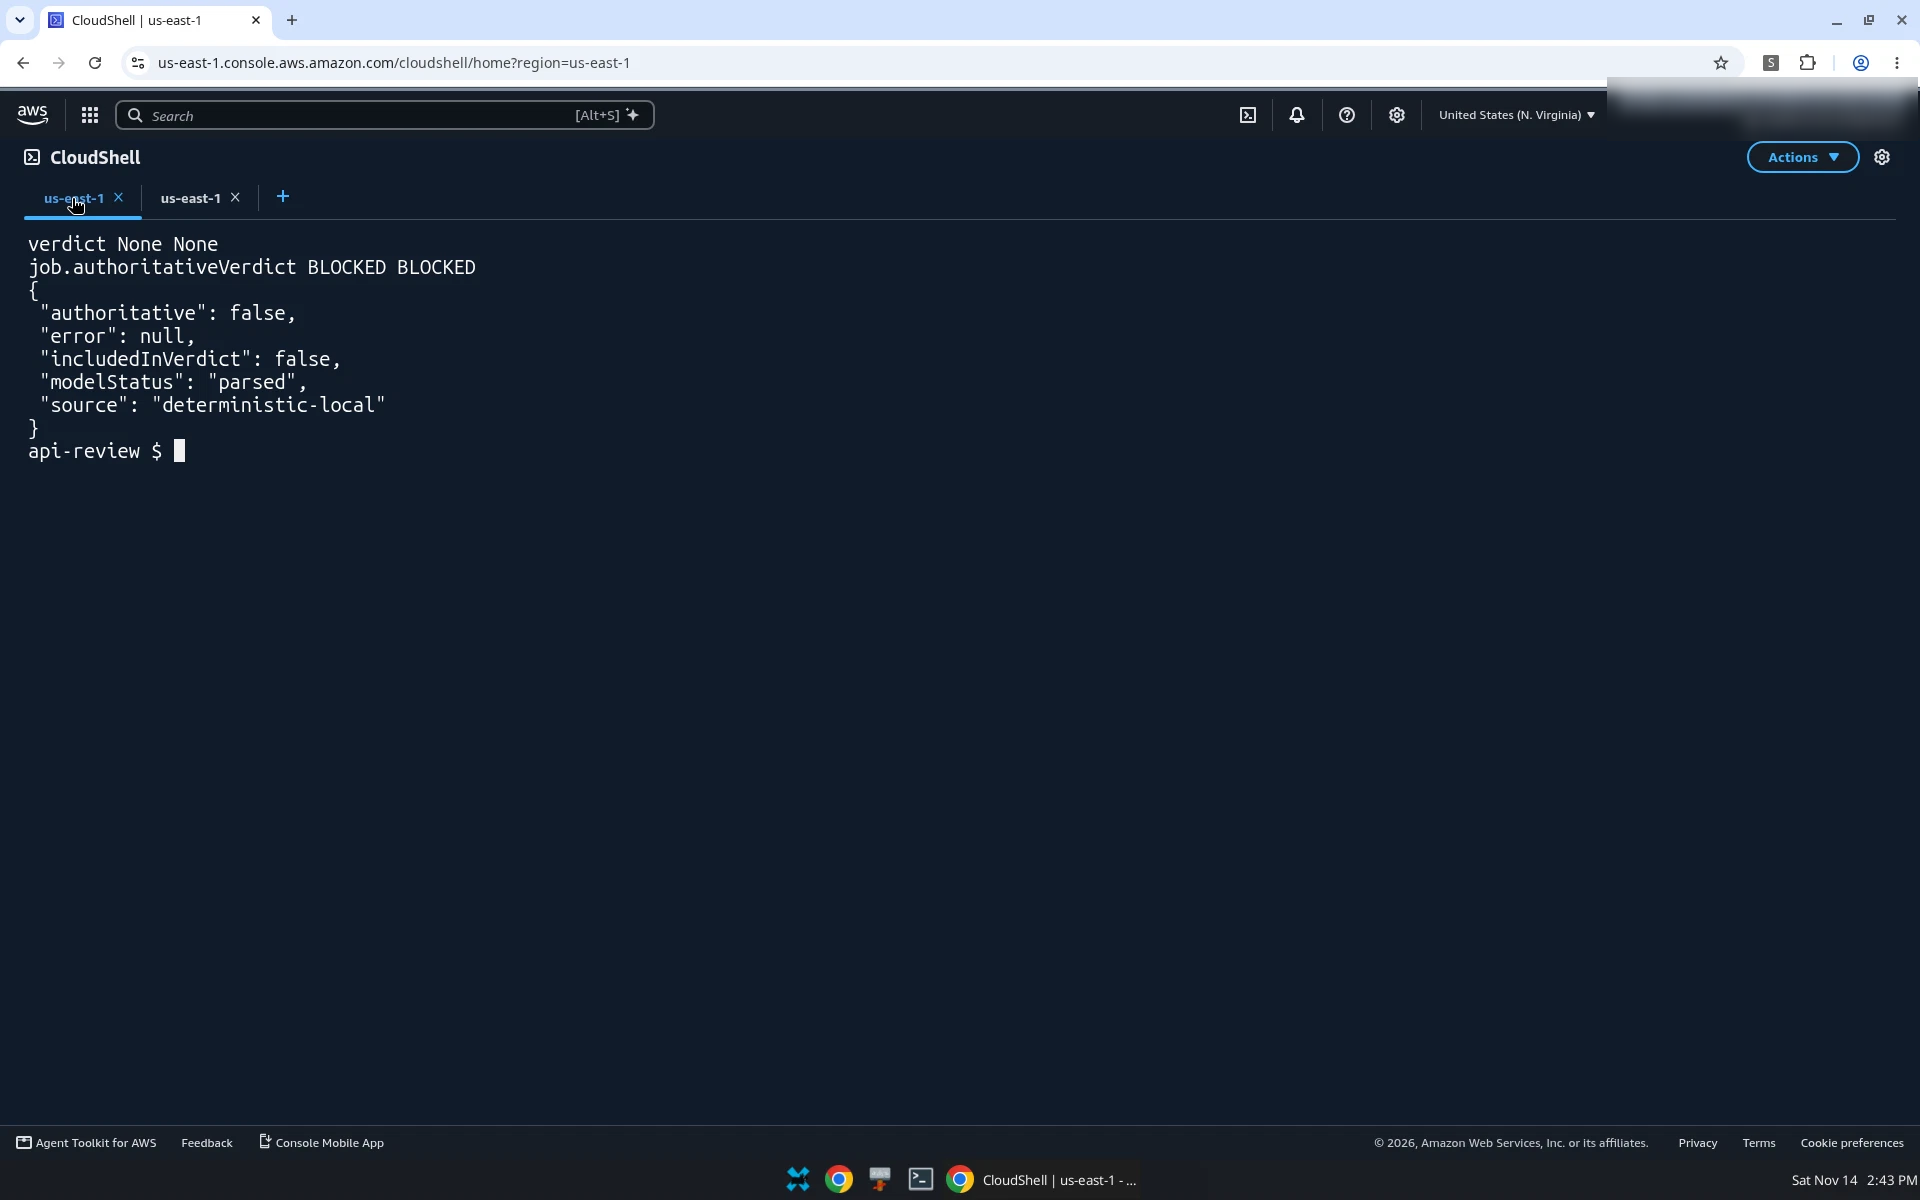 CloudShell | us-east-1
us-east-1.console.aws.amazon.com/cloudshell/home?region=us-east-1
S
aws
Search
[Alt+S]
United States (N. Virginia)
CloudShell
Actions
us-east-1
us-east-1
verdict None None
job.authoritativeVerdict BLOCKED BLOCKED
{
"authoritative": false,
"error": null,
"includedInVerdict": false,
"modelStatus": "parsed",
"source": "deterministic-local"
}
api-review $
Agent Toolkit for AWS
Feedback
Console Mobile App
© 2026, Amazon Web Services, Inc. or its affiliates.
Privacy
Terms
Cookie preferences
CloudShell | us-east-1 - ...
Sat Nov 14 2:43 PM